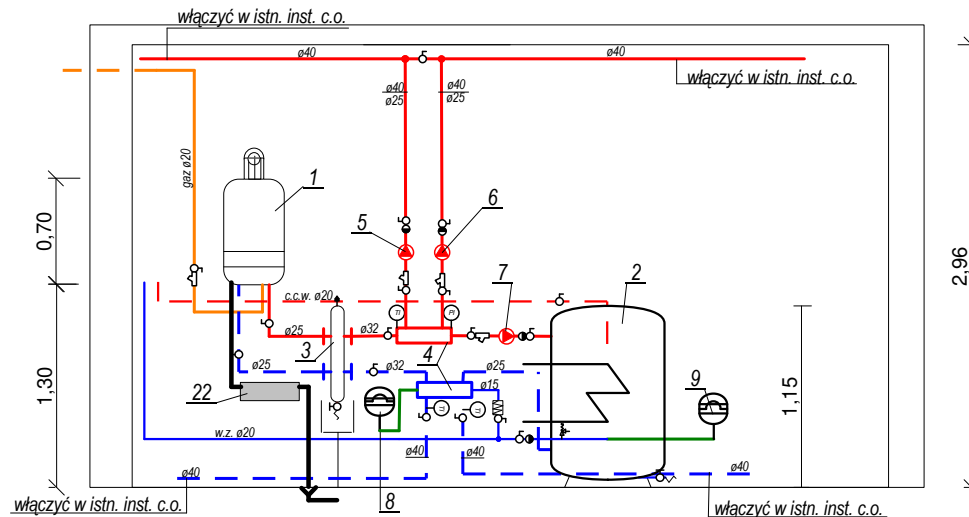 włączyć w istn. inst. c.o.
ø40
ø40
włączyć w istn. inst. c.o.
ø40
ø25
ø40
ø25
gaz ø20
1
5
6
0,70
2,96
7
2
c.c.w. ø20
TI
PI
ø25
3
ø32
4
ø25
ø32
ø25
ø15
22
9
1,30
1,15
TI
TI
w.z. ø20
ø40
ø40
ø40
ø40
8
włączyć w istn. inst. c.o.
włączyć w istn. inst. c.o.